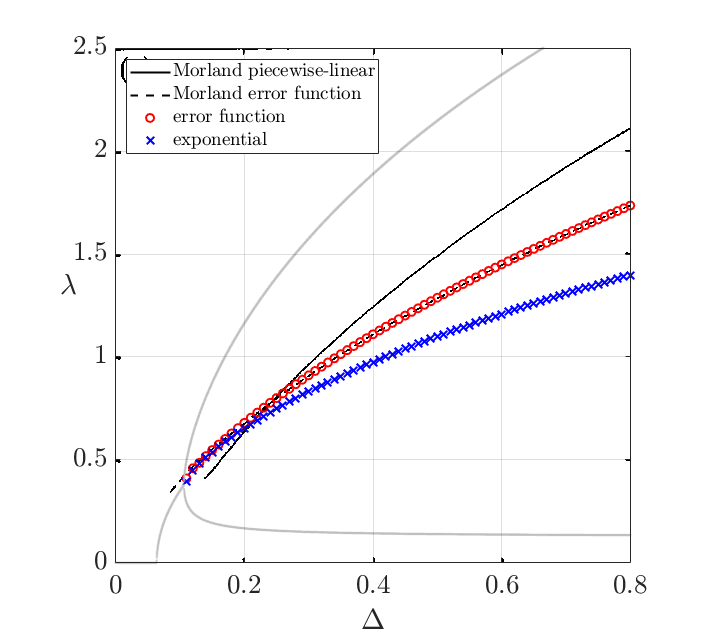 2.5
Morland piecewise-linear
Morland error function
error function
exponential
2
1.5
λ
1
0.5
0
0 0.2 0.4 0.6 0.8
Δ